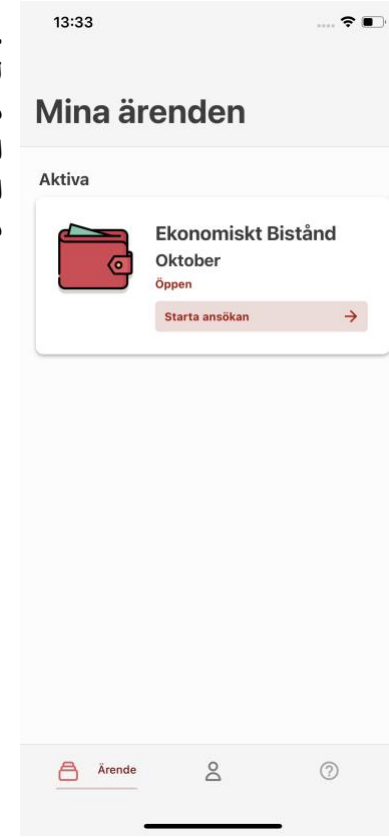 13:33
Mina ärenden
Aktiva
Ekonomiskt Bistånd
Oktober
Öppen
Starta ansökan
Ärende